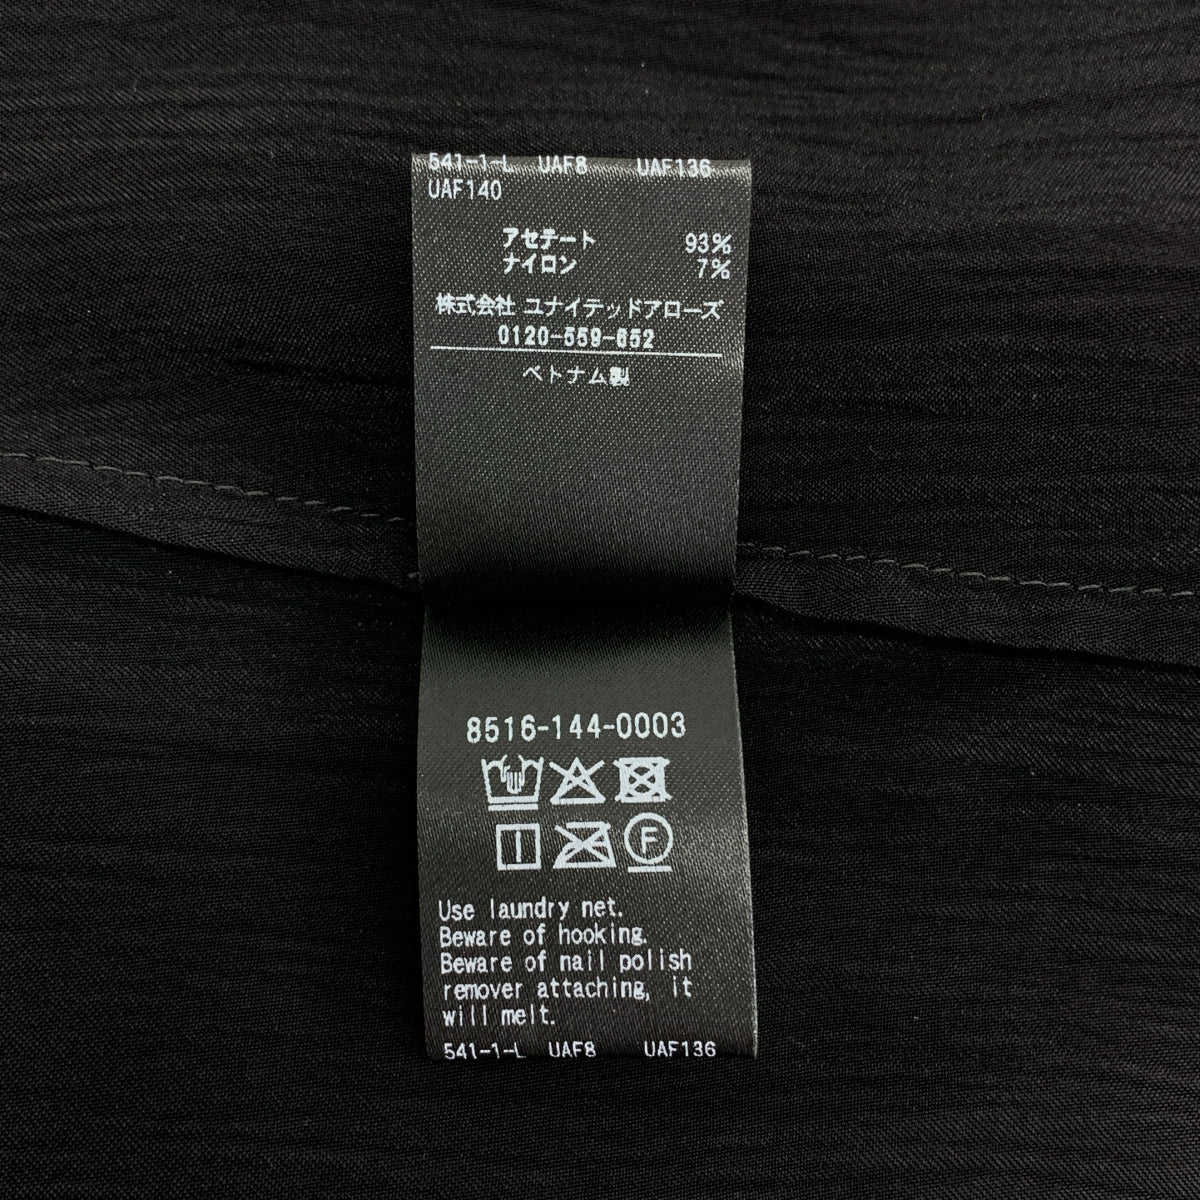 541-1-L UAF8 UAF136
UAF140
アセテート 93%
ナイロン 7%
株式会社 ユナイテッドアローズ
0120-559-652
ベトナム製
8516-144-0003
F
Use laundry net.
Beware of hooking.
Beware of nail polish
remover attaching, it
will melt.
541-1-L UAF8 UAF136